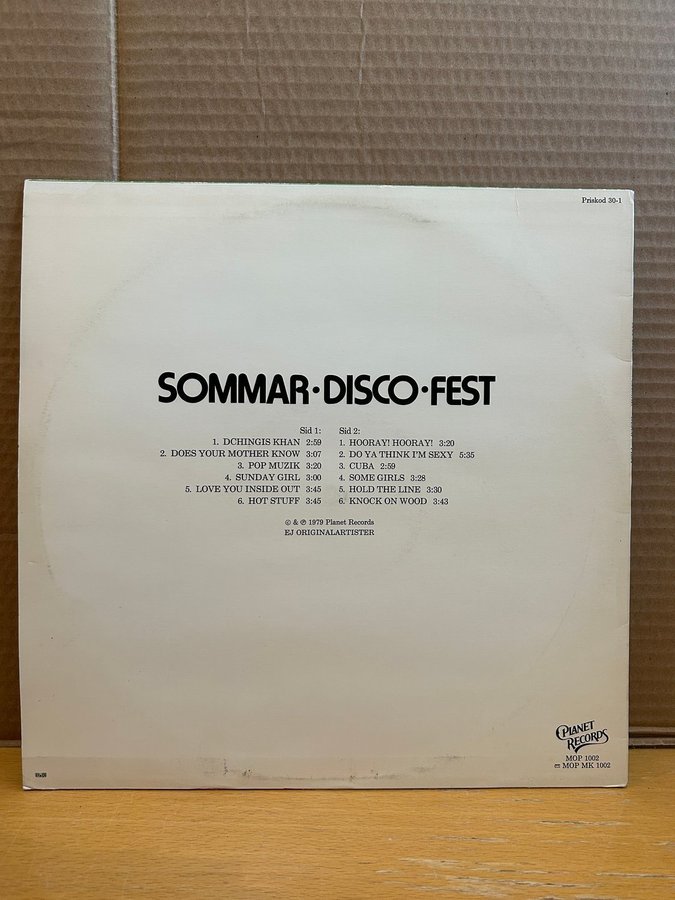 Priskod 30-1
SOMMAR·DISCO·FEST
Sid 1:
1. DCHINGIS KHAN 2:59
2. DOES YOUR MOTHER KNOW 3:07
3. POP MUZIK 3:20
4. SUNDAY GIRL 3:00
5. LOVE YOU INSIDE OUT 3:45
6. HOT STUFF 3:45
Sid 2:
1. HOORAY! HOORAY! 3:20
2. DO YA THINK I'M SEXY 5:35
3. CUBA 2:59
4. SOME GIRLS 3:28
5. HOLD THE LINE 3:30
6. KNOCK ON WOOD 3:43
© & ℗ 1979 Planet Records
EJ ORIGINALARTISTER
PLANET
RECORDS
MOP 1002
MOP MK 1002